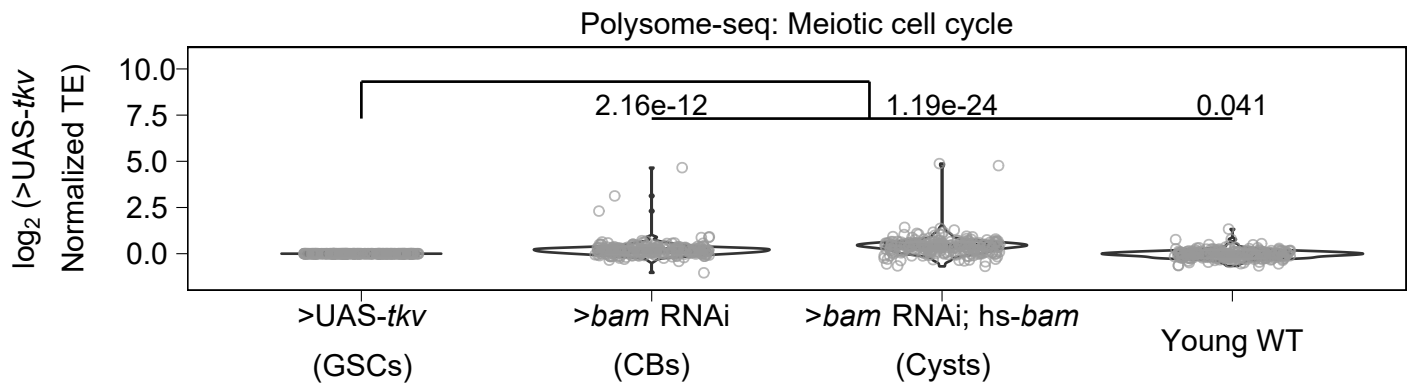 Polysome-seq: Meiotic cell cycle
log₂ (>UAS-tkv
Normalized TE)
10.0
7.5
5.0
2.5
0.0
2.16e-12
1.19e-24
0.041
>UAS-tkv
(GSCs)
>bam RNAi
(CBs)
>bam RNAi; hs-bam
(Cysts)
Young WT